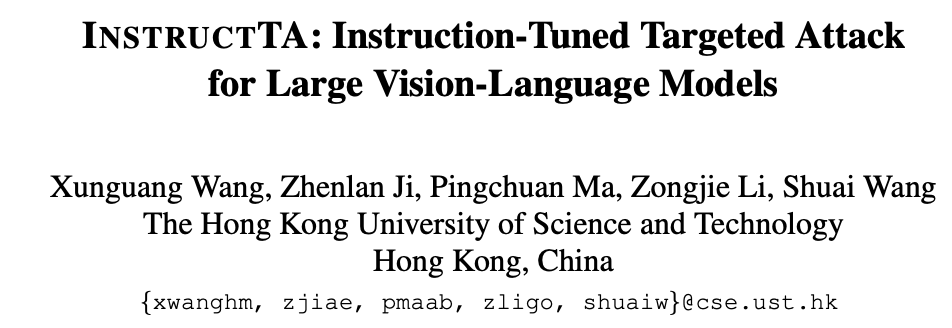 INSTRUCTTA: Instruction-Tuned Targeted Attack
for Large Vision-Language Models
Xunguang Wang, Zhenlan Ji, Pingchuan Ma, Zongjie Li, Shuai Wang
The Hong Kong University of Science and Technology
Hong Kong, China
{xwanghm, zjiae, pmaab, zligo, shuaiw}@cse.ust.hk